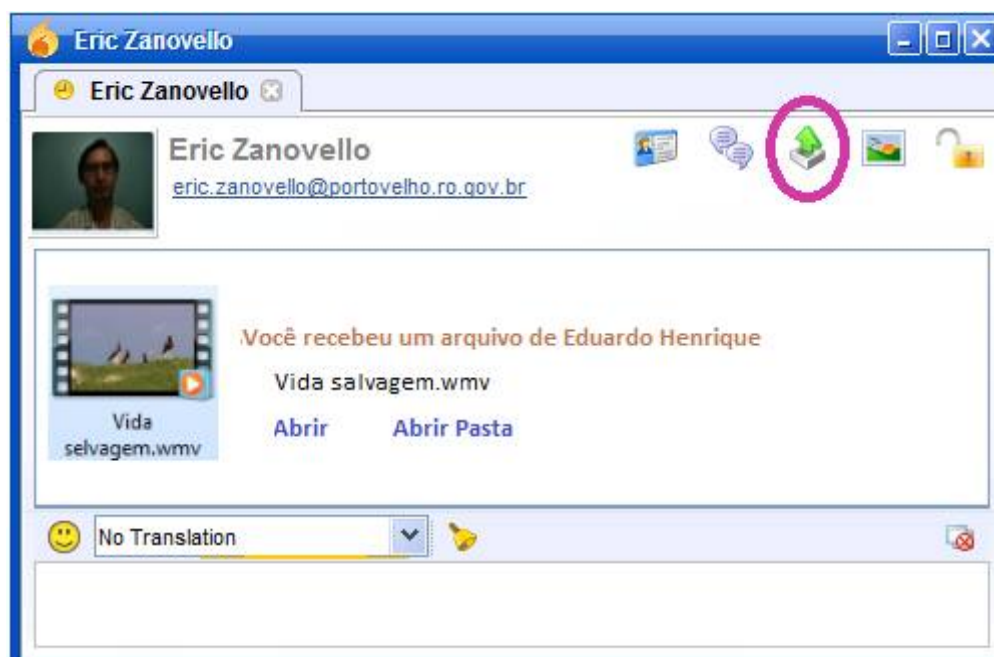 Eric Zanovello
Eric Zanovello
Eric Zanovello
eric.zanovello@portovelho.ro.gov.br
Você recebeu um arquivo de Eduardo Henrique
Vida salvagem.wmv
Vida
selvagem.wmv
Abrir Abrir Pasta
No Translation